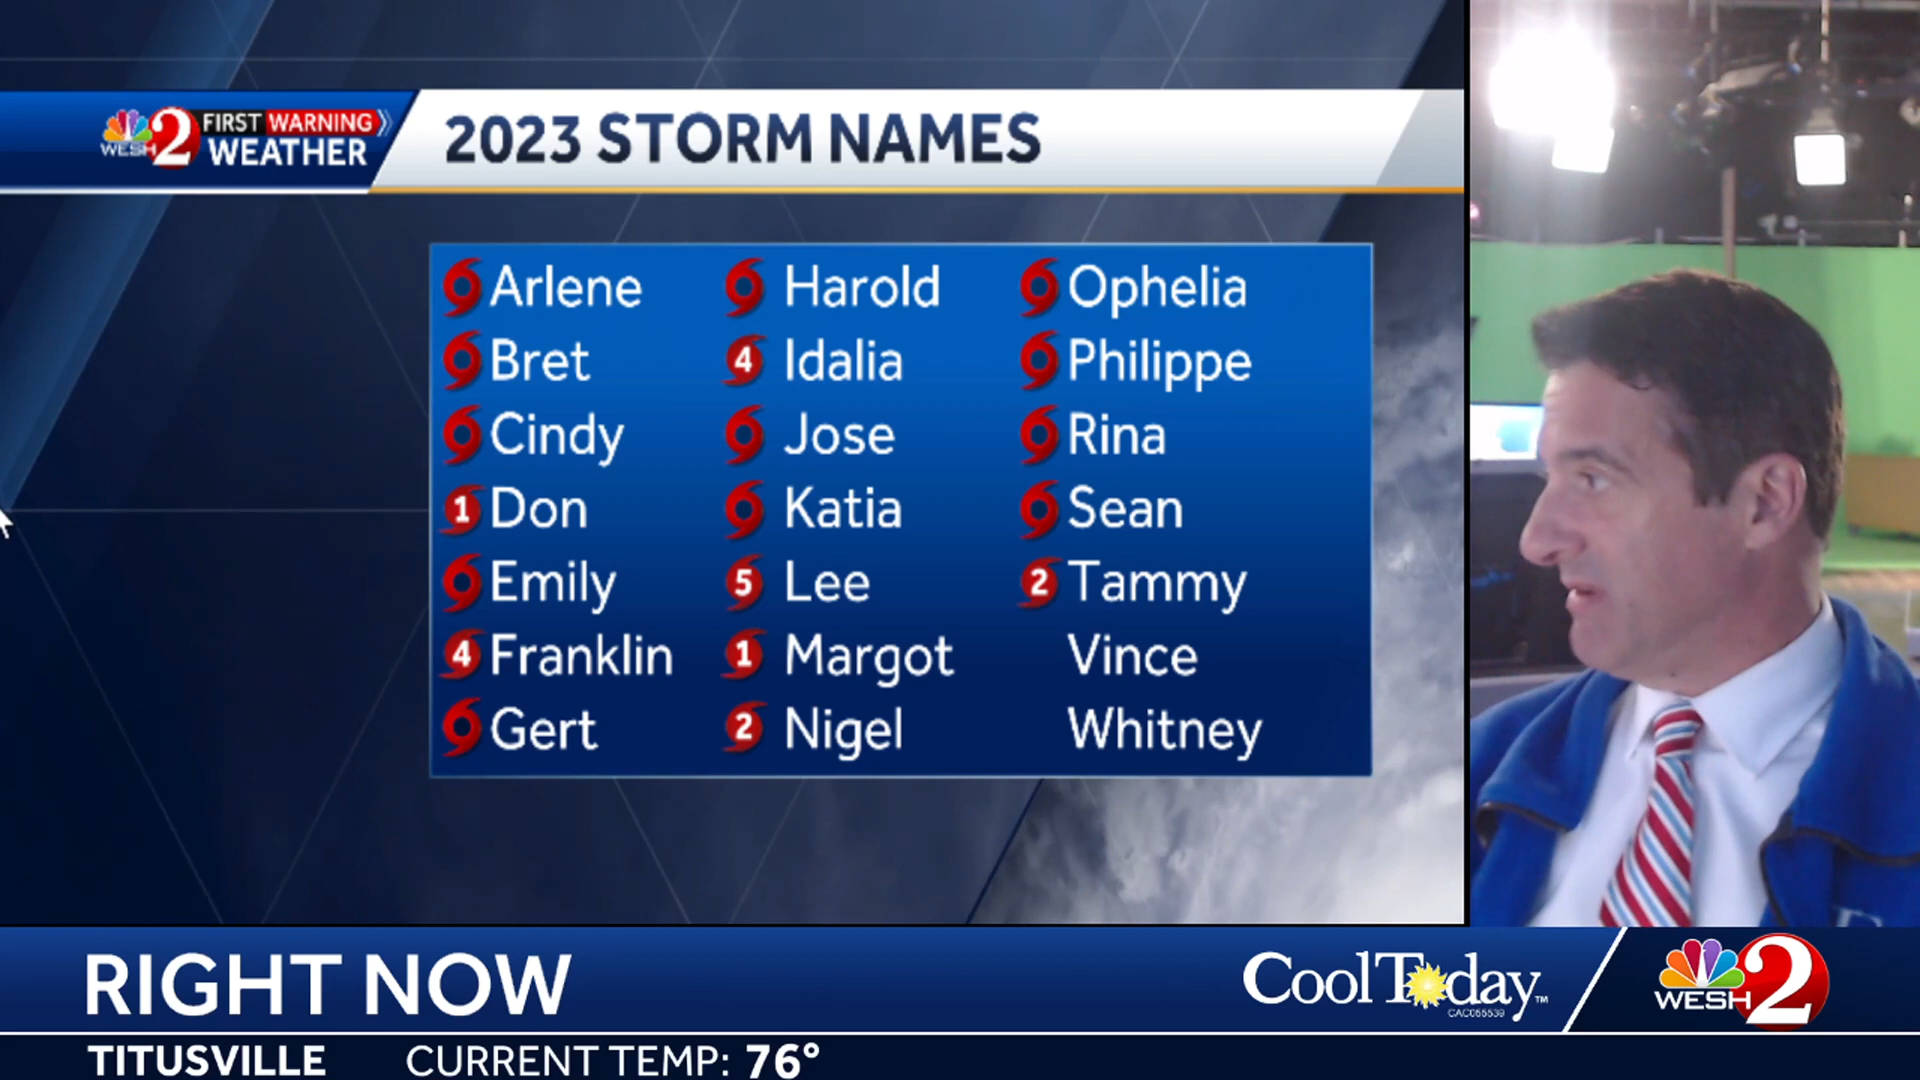 WESH 2 FIRST WARNING WEATHER
2023 STORM NAMES
Arlene
Bret
Cindy
1 Don
Emily
4 Franklin
Gert
Harold
4 Idalia
Jose
Katia
5 Lee
1 Margot
2 Nigel
Ophelia
Philippe
Rina
Sean
2 Tammy
Vince
Whitney
RIGHT NOW
CoolToday™
CAC055539
WESH 2
TITUSVILLE CURRENT TEMP: 76°